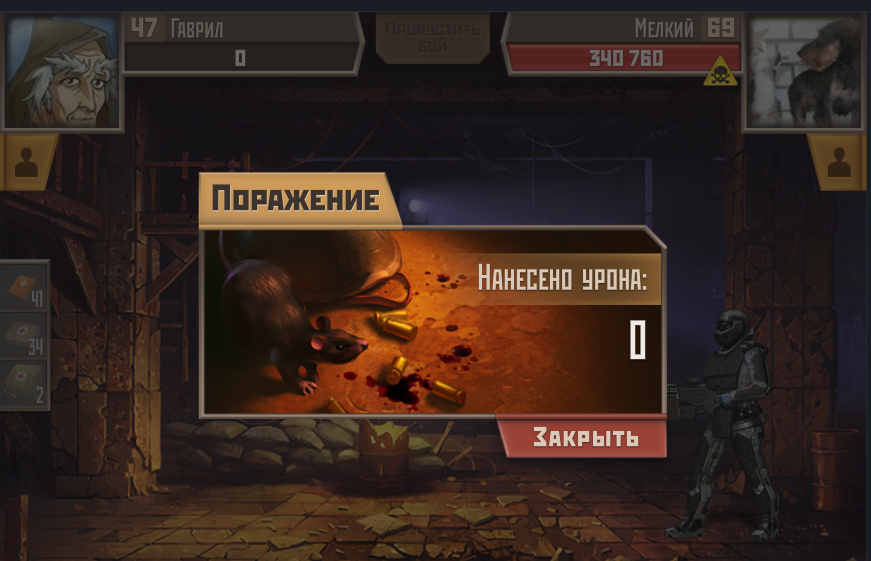 47 Гаврил
0
Пропустить
бой
Мелкий 69
340 760
Поражение
Нанесено урона:
0
41
34
2
Закрыть